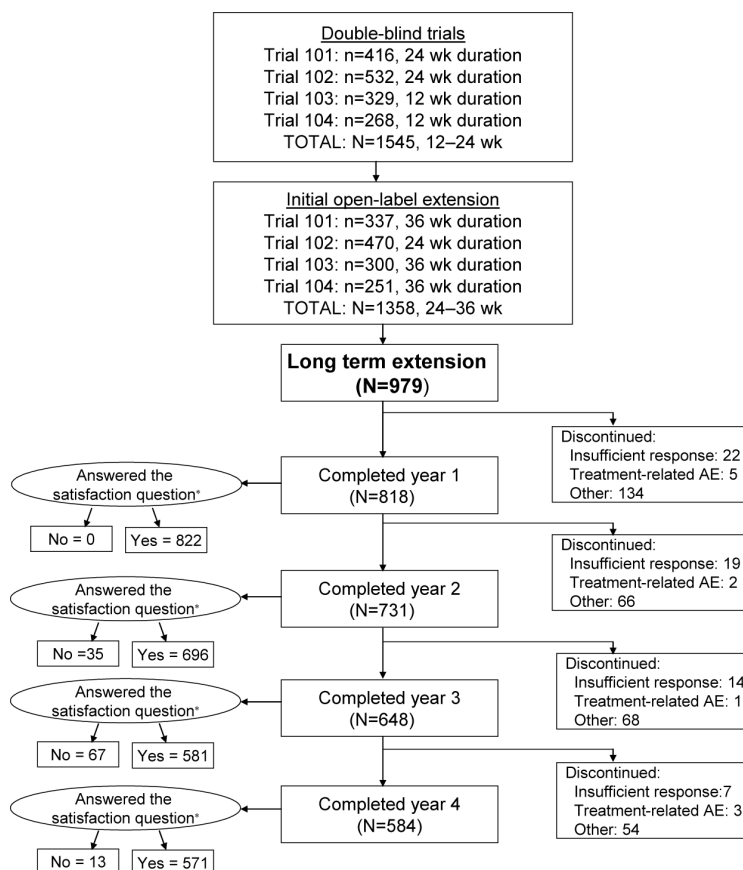 Double-blind trials
Trial 101: n=416, 24 wk duration
Trial 102: n=532, 24 wk duration
Trial 103: n=329, 12 wk duration
Trial 104: n=268, 12 wk duration
TOTAL: N=1545, 12–24 wk
Initial open-label extension
Trial 101: n=337, 36 wk duration
Trial 102: n=470, 24 wk duration
Trial 103: n=300, 36 wk duration
Trial 104: n=251, 36 wk duration
TOTAL: N=1358, 24–36 wk
Long term extension
(N=979)
Discontinued:
Insufficient response: 22
Treatment-related AE: 5
Other: 134
Completed year 1
(N=818)
Answered the
satisfaction question*
No = 0
Yes = 822
Discontinued:
Insufficient response: 19
Treatment-related AE: 2
Other: 66
Completed year 2
(N=731)
Answered the
satisfaction question*
No =35
Yes = 696
Discontinued:
Insufficient response: 14
Treatment-related AE: 1
Other: 68
Completed year 3
(N=648)
Answered the
satisfaction question*
No = 67
Yes = 581
Discontinued:
Insufficient response:7
Treatment-related AE: 3
Other: 54
Completed year 4
(N=584)
Answered the
satisfaction question*
No = 13
Yes = 571